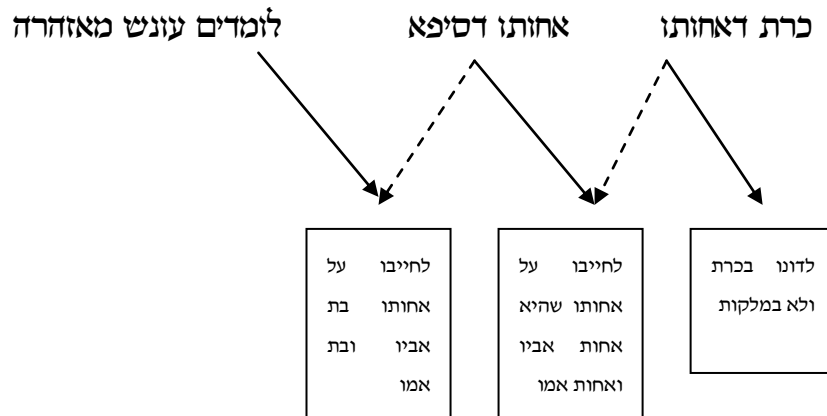 כרת דאחותו
אחותו דסיפא
לומדים עונש מאזהרה
לדונו בכרת
ולא במלקות
לחייבו על
אחותו שהיא
אחות אביו
ואחות אמו
לחייבו על
אחותו בת
אביו ובת
אמו